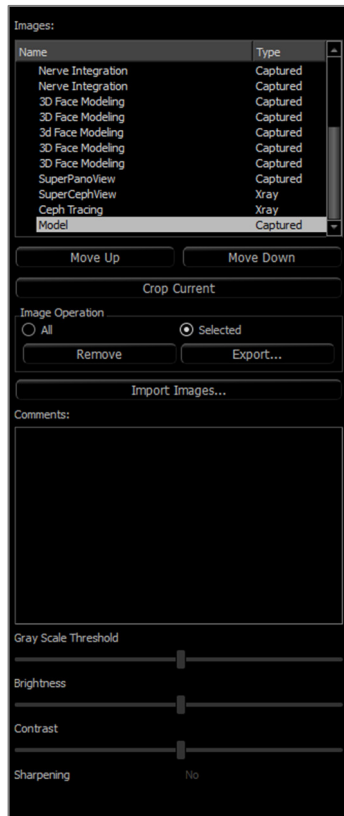 Images:
Name Type
Nerve Integration Captured
Nerve Integration Captured
3D Face Modeling Captured
3D Face Modeling Captured
3d Face Modeling Captured
3D Face Modeling Captured
3D Face Modeling Captured
SuperPanoView Captured
SuperCephView Xray
Ceph Tracing Xray
Model Captured
Move Up Move Down
Crop Current
Image Operation
All Selected
Remove Export...
Import Images...
Comments:
Gray Scale Threshold
Brightness
Contrast
Sharpening No